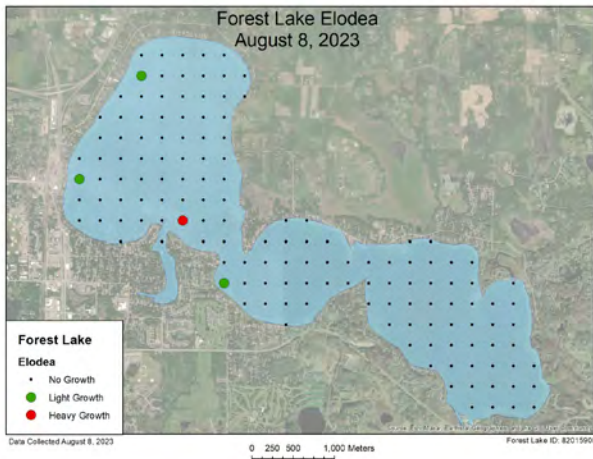 Forest Lake Elodea
August 8, 2023
Forest Lake
Elodea
No Growth
Light Growth
Heavy Growth
Data Collected August 8, 2023
0 250 500 1,000 Meters